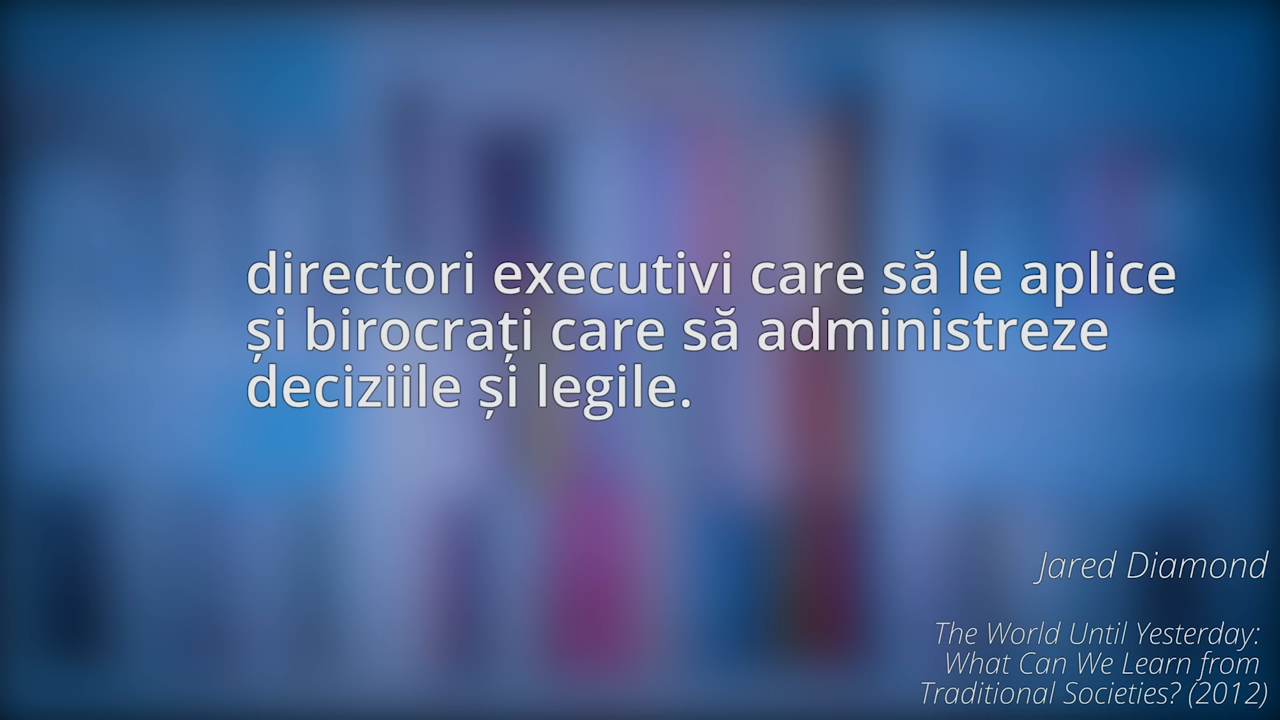 directori executivi care să le aplice
și birocrați care să administreze
deciziile și legile.
Jared Diamond
The World Until Yesterday:
What Can We Learn from
Traditional Societies? (2012)